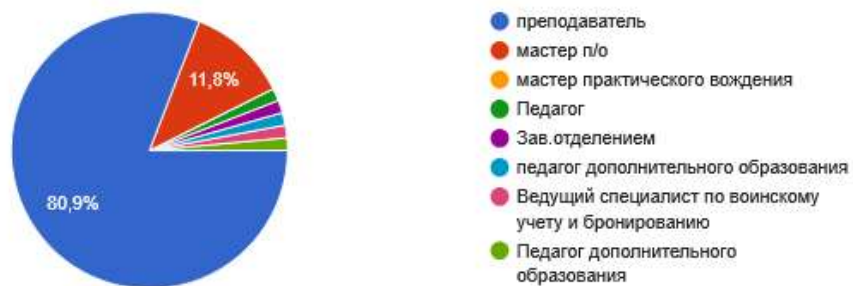 80,9%
11,8%
преподаватель
мастер п/о
мастер практического вождения
Педагог
Зав.отделением
педагог дополнительного образования
Ведущий специалист по воинскому
учету и бронированию
Педагог дополнительного
образования